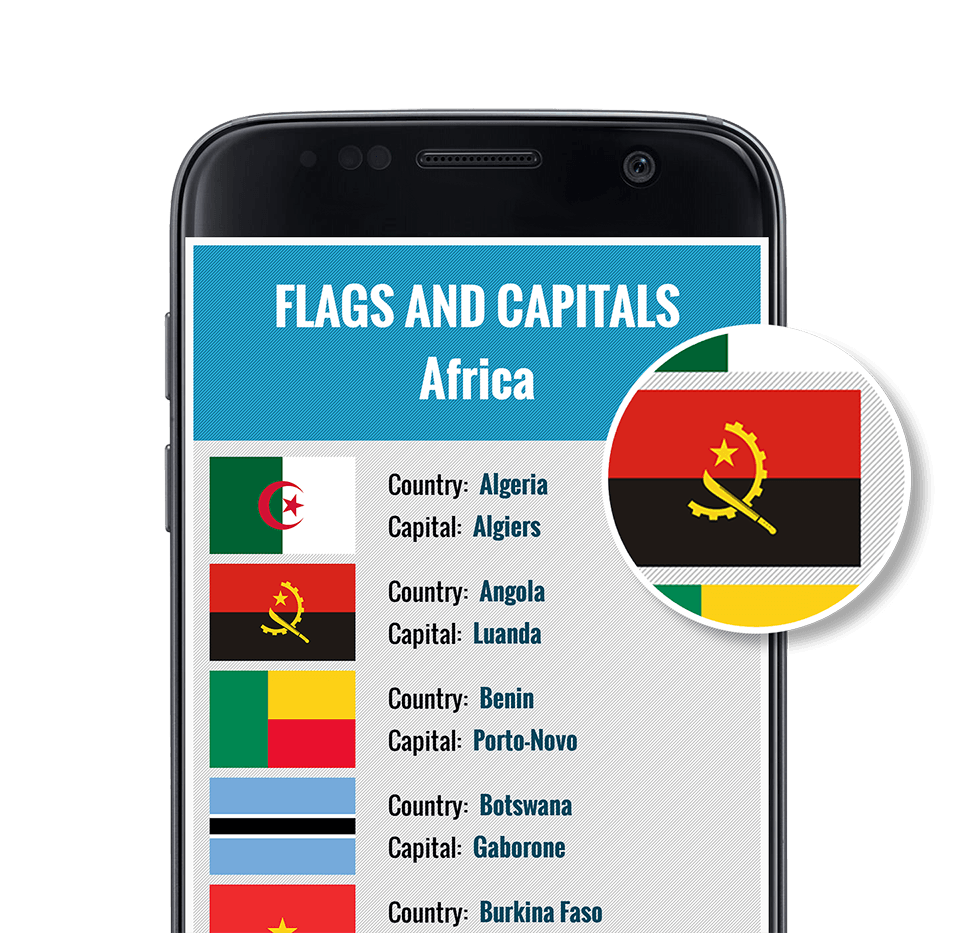 FLAGS AND CAPITALS
Africa
Country: Algeria
Capital: Algiers
Country: Angola
Capital: Luanda
Country: Benin
Capital: Porto-Novo
Country: Botswana
Capital: Gaborone
Country: Burkina Faso